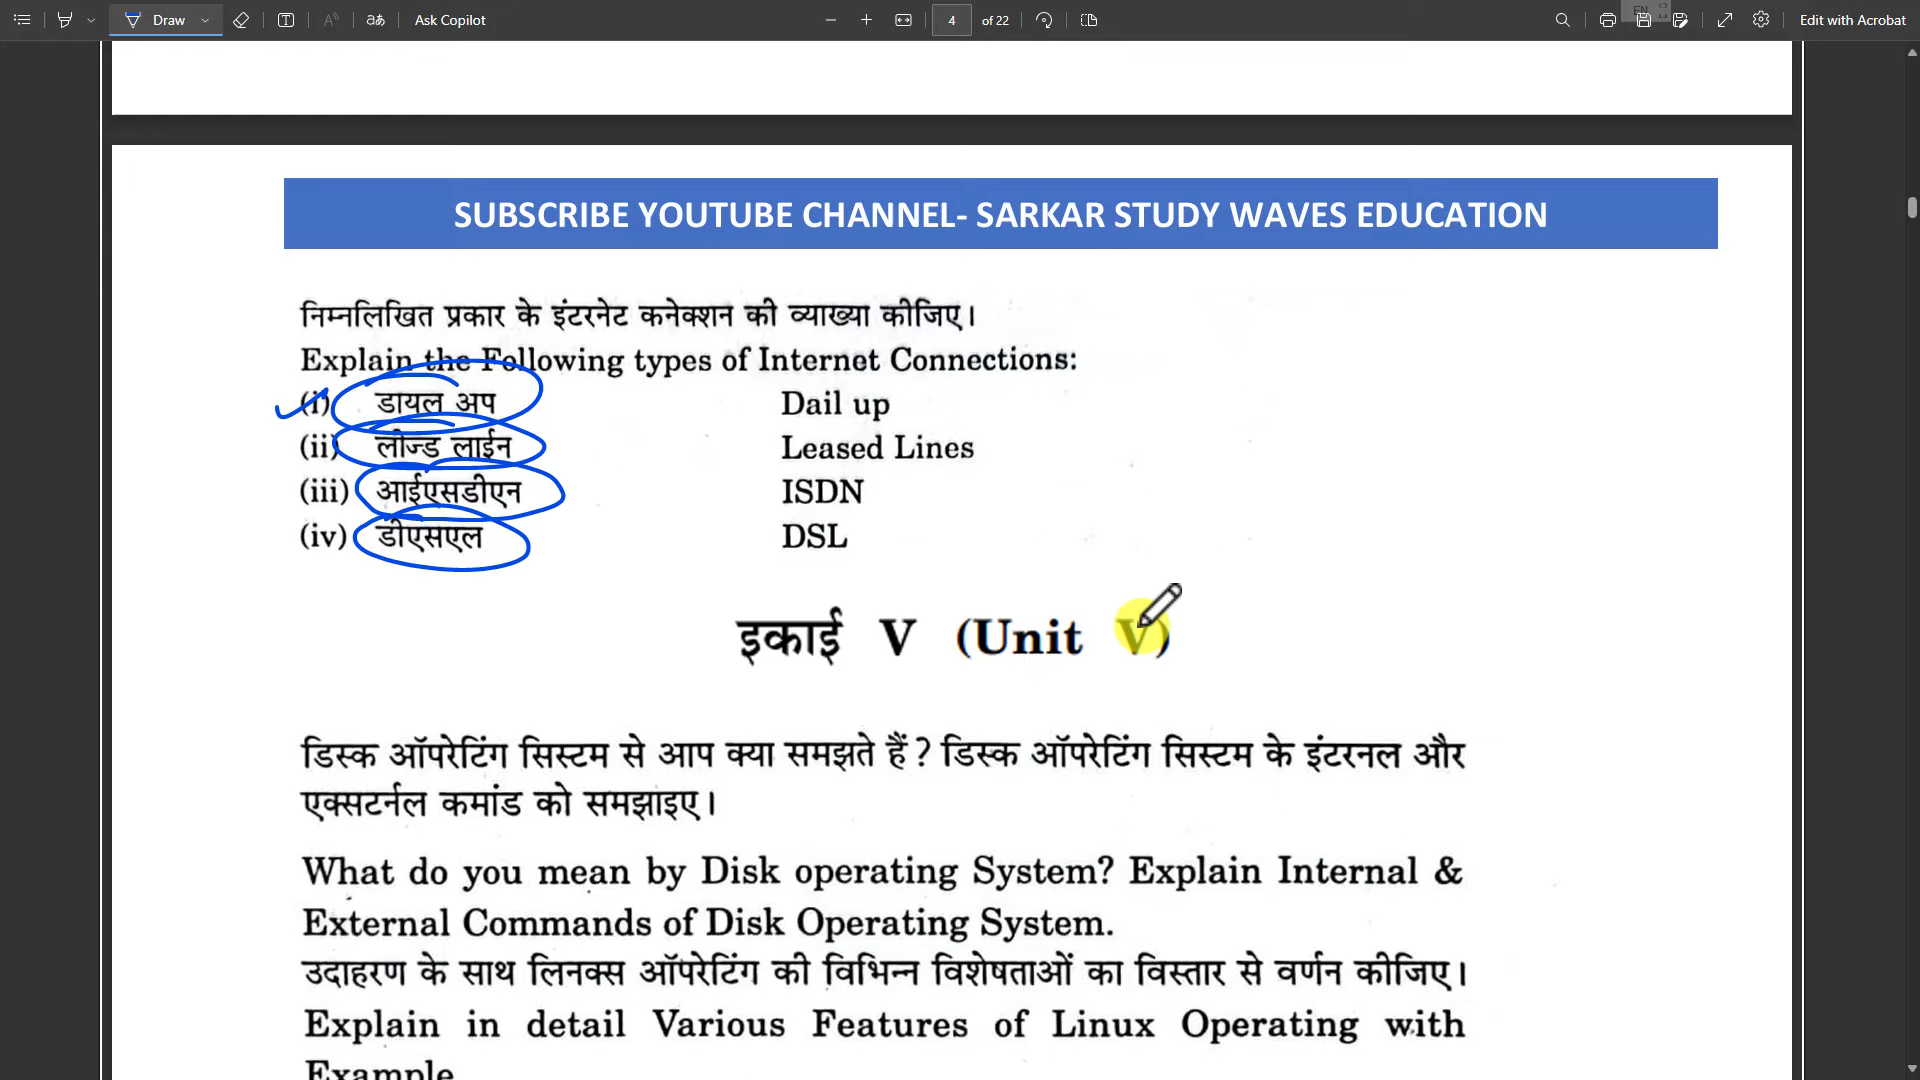 Draw
Ask Copilot
4 of 22
EN
Edit with Acrobat
SUBSCRIBE YOUTUBE CHANNEL- SARKAR STUDY WAVES EDUCATION
निम्नलिखित प्रकार के इंटरनेट कनेक्शन की व्याख्या कीजिए।
Explain the Following types of Internet Connections:
(i) डायल अप Dail up
(ii) लीज्ड लाईन Leased Lines
(iii) आईएसडीएन ISDN
(iv) डीएसएल DSL
इकाई V (Unit V)
डिस्क ऑपरेटिंग सिस्टम से आप क्या समझते हैं? डिस्क ऑपरेटिंग सिस्टम के इंटरनल और
एक्सटर्नल कमांड को समझाइए।
What do you mean by Disk operating System? Explain Internal &
External Commands of Disk Operating System.
उदाहरण के साथ लिनक्स ऑपरेटिंग की विभिन्न विशेषताओं का विस्तार से वर्णन कीजिए।
Explain in detail Various Features of Linux Operating with
Example